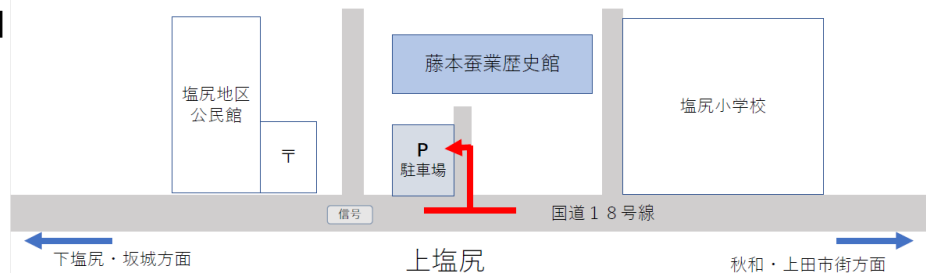 藤本蚕業歴史館
塩尻地区
公民館
〒
P
駐車場
塩尻小学校
信号
国道１８号線
下塩尻・坂城方面
上塩尻
秋和・上田市街方面